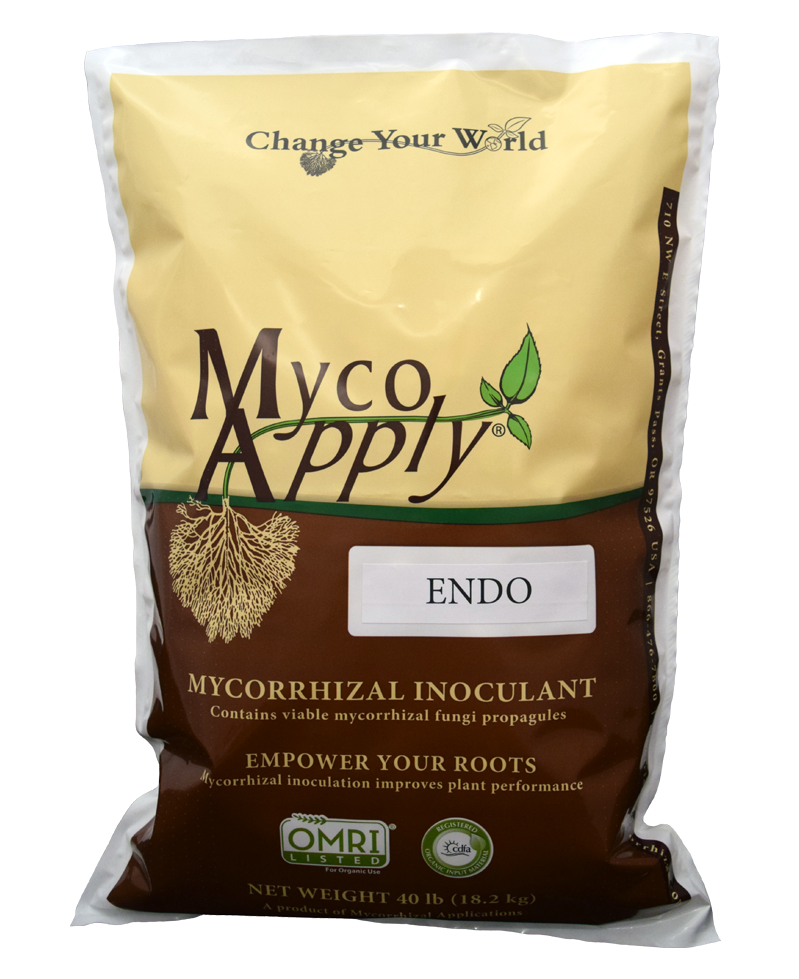 Change Your World
Myco
Apply®
ENDO
MYCORRHIZAL INOCULANT
Contains viable mycorrhizal fungi propagules
EMPOWER YOUR ROOTS
Mycorrhizal inoculation improves plant performance
OMRI®
LISTED
For Organic Use
REGISTERED
cdfa
ORGANIC INPUT MATERIAL
NET WEIGHT 40 lb (18.2 kg)
A product of Mycorrhizal Applications
710 NW E Street, Grants Pass, OR 97526 USA |